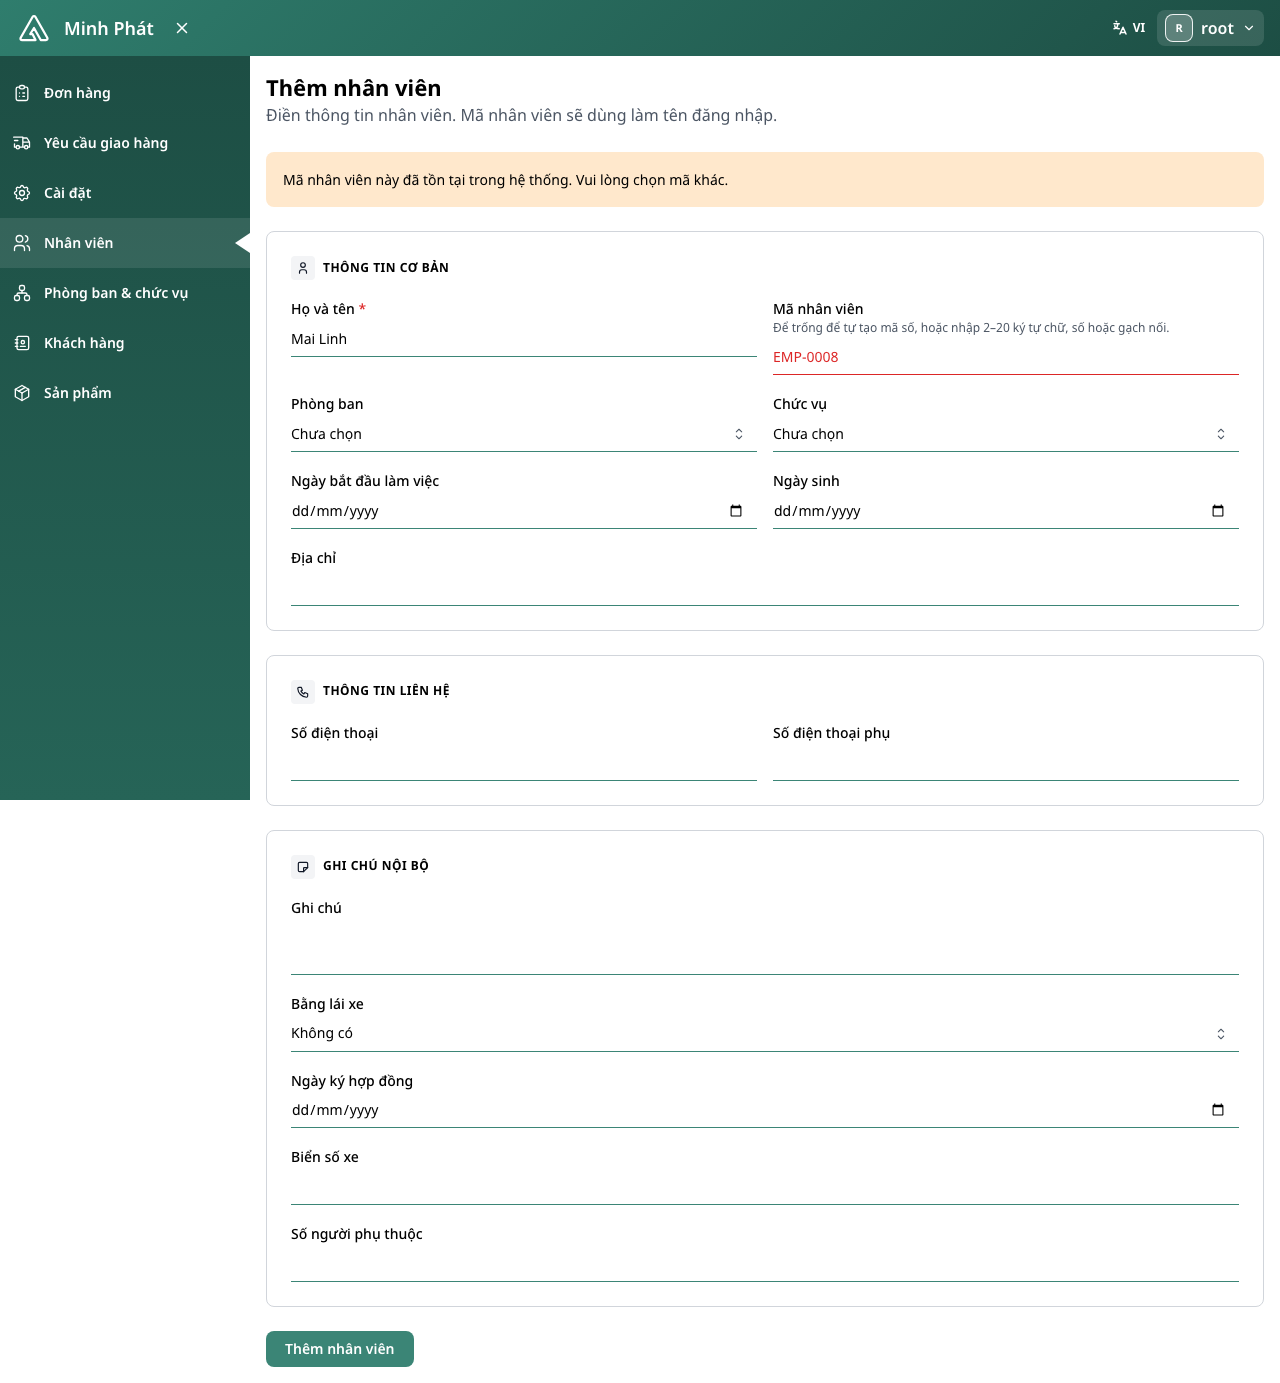 Minh Phát
VI
R
root
Đơn hàng
Yêu cầu giao hàng
Cài đặt
Nhân viên
Phòng ban & chức vụ
Khách hàng
Sản phẩm
Thêm nhân viên
Điền thông tin nhân viên. Mã nhân viên sẽ dùng làm tên đăng nhập.
Mã nhân viên này đã tồn tại trong hệ thống. Vui lòng chọn mã khác.
THÔNG TIN CƠ BẢN
Họ và tên *
Mai Linh
Mã nhân viên
Để trống để tự tạo mã số, hoặc nhập 2–20 ký tự chữ, số hoặc gạch nối.
EMP-0008
Phòng ban
Chưa chọn
Chức vụ
Chưa chọn
Ngày bắt đầu làm việc
dd/mm/yyyy
Ngày sinh
dd/mm/yyyy
Địa chỉ
THÔNG TIN LIÊN HỆ
Số điện thoại
Số điện thoại phụ
GHI CHÚ NỘI BỘ
Ghi chú
Bằng lái xe
Không có
Ngày ký hợp đồng
dd/mm/yyyy
Biển số xe
Số người phụ thuộc
Thêm nhân viên